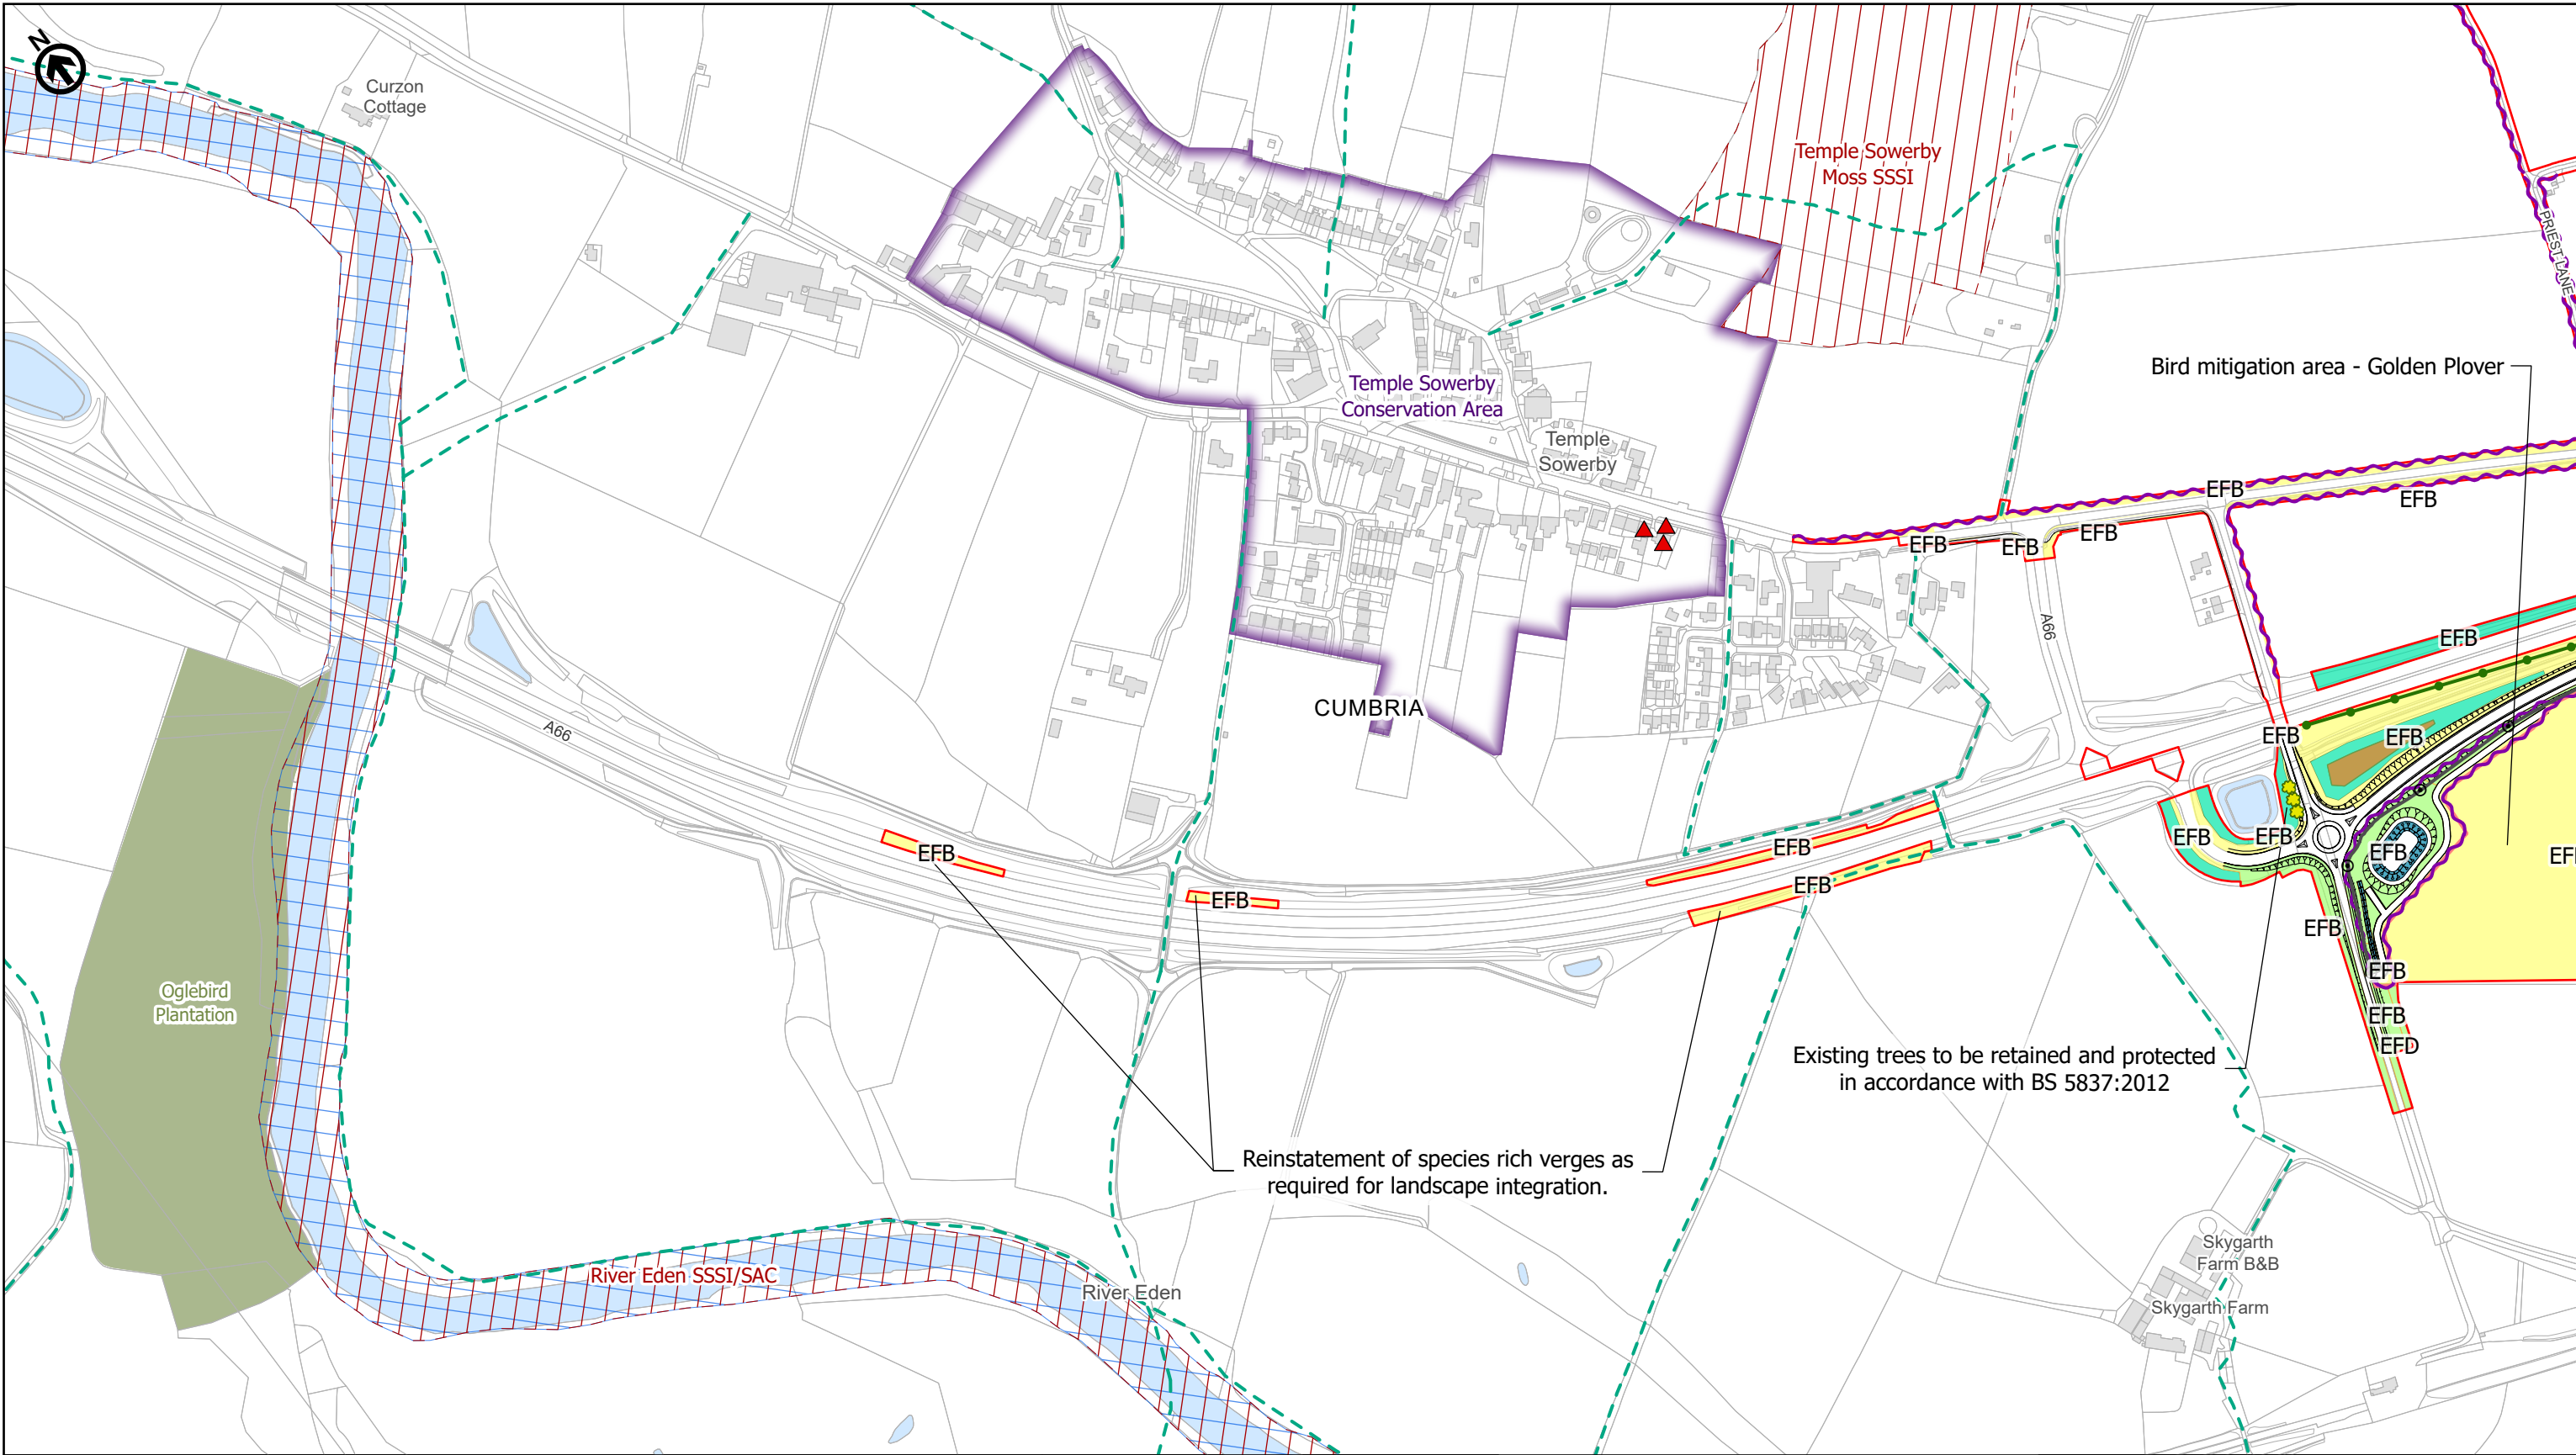 N
Curzon
Cottage
Temple Sowerby
Moss SSSI
PRIEST LANE
Bird mitigation area - Golden Plover
Temple Sowerby
Conservation Area
Temple
Sowerby
EFB
EFB
EFB
EFB
EFB
A66
EFB
CUMBRIA
A66
EFB
EFB
EFB
EFB
EFB
EFB
EFB
EFB
EFB
EFB
EFB
EFB
EFB
EFB
EFD
Oglebird
Plantation
Existing trees to be retained and protected
in accordance with BS 5837:2012
Reinstatement of species rich verges as
required for landscape integration.
Skygarth
Farm B&B
Skygarth Farm
River Eden SSSI/SAC
River Eden